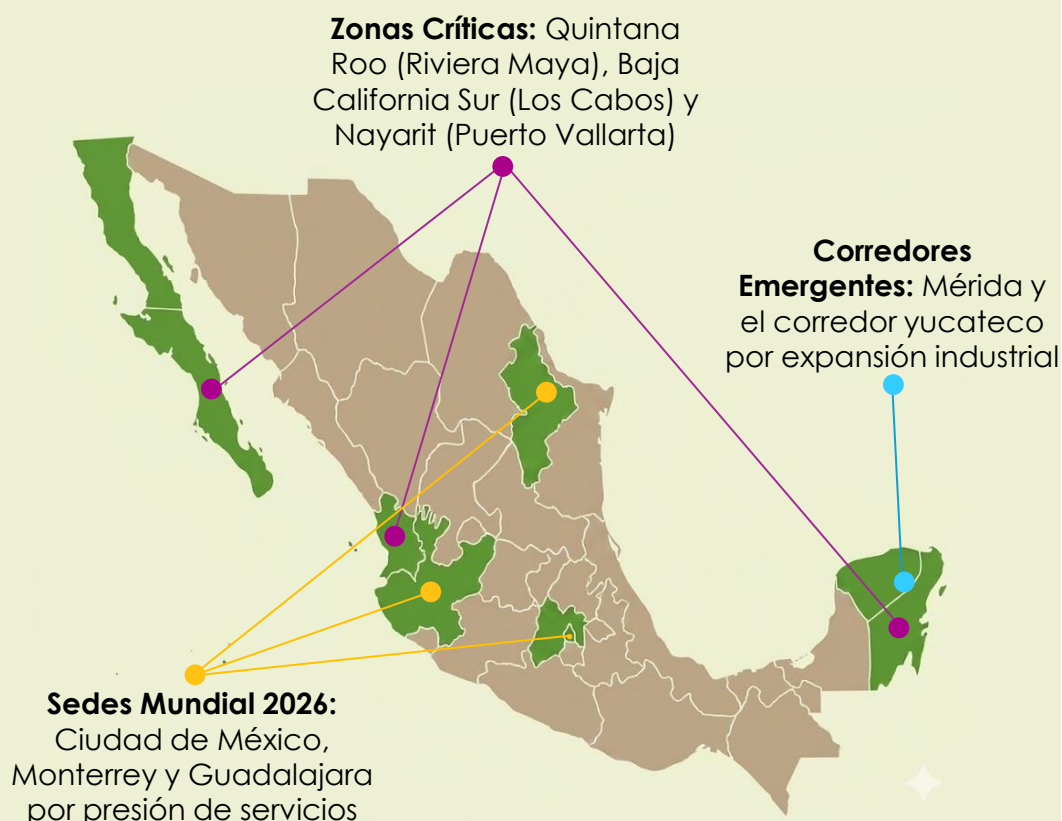 Zonas Críticas: Quintana
Roo (Riviera Maya), Baja
California Sur (Los Cabos) y
Nayarit (Puerto Vallarta)
Corredores
Emergentes: Mérida y
el corredor yucateco
por expansión industrial
Sedes Mundial 2026:
Ciudad de México,
Monterrey y Guadalajara
por presión de servicios